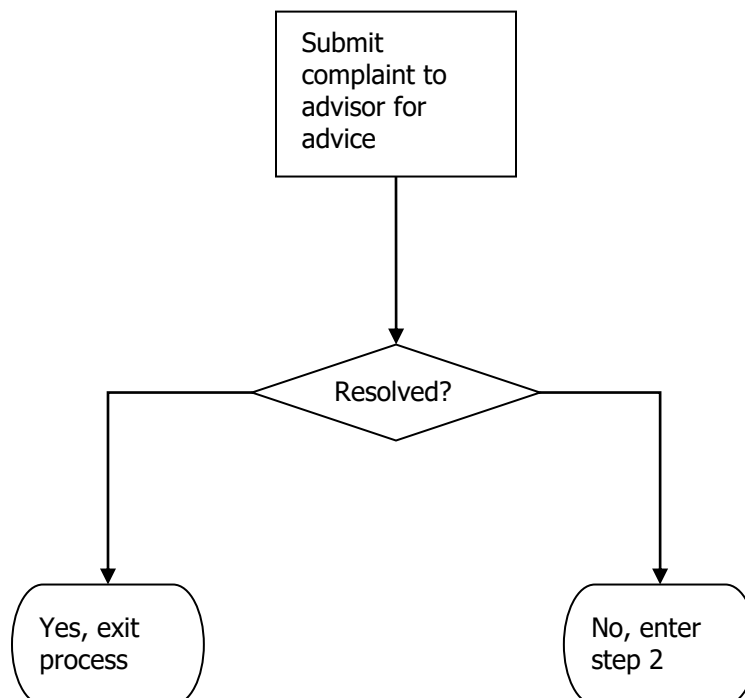 Submit
complaint to
advisor for
advice
Resolved?
Yes, exit
process
No, enter
step 2